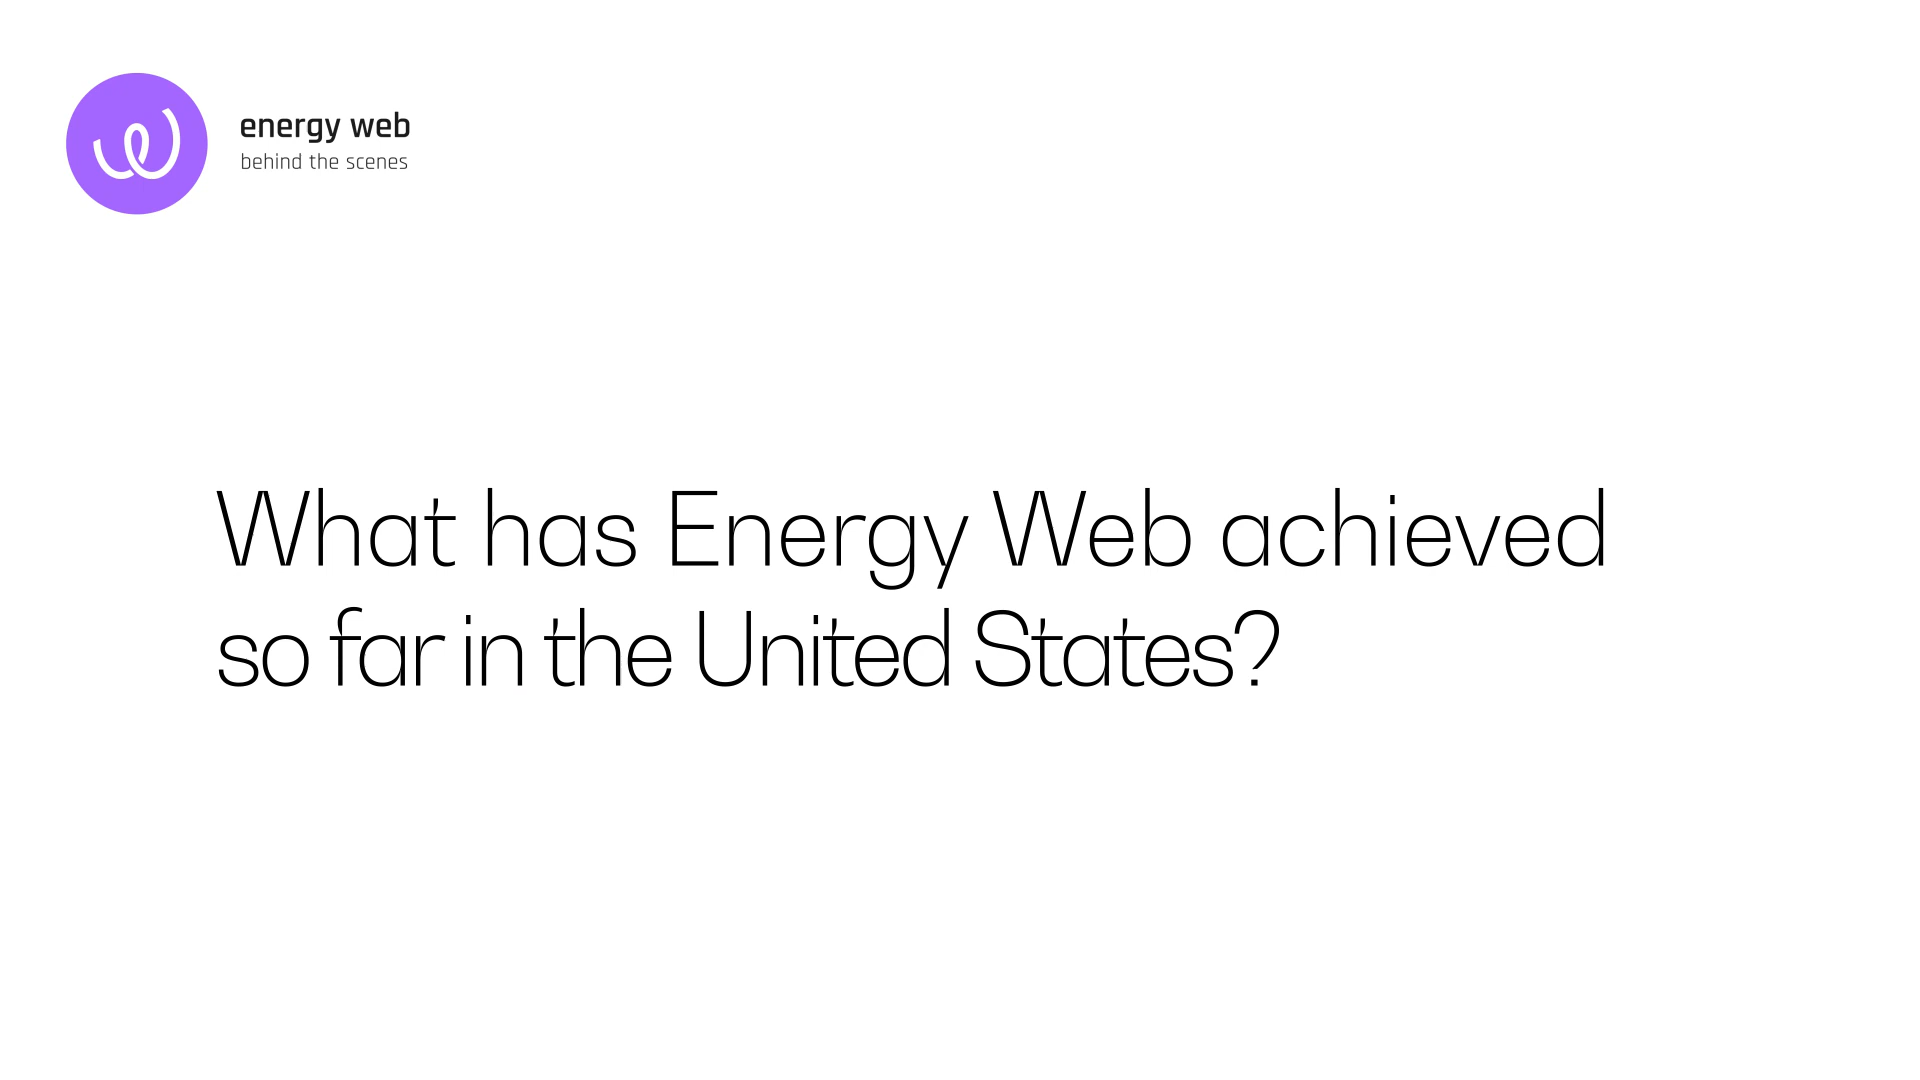 energy web
behind the scenes
What has Energy Web achieved
so far in the United States?